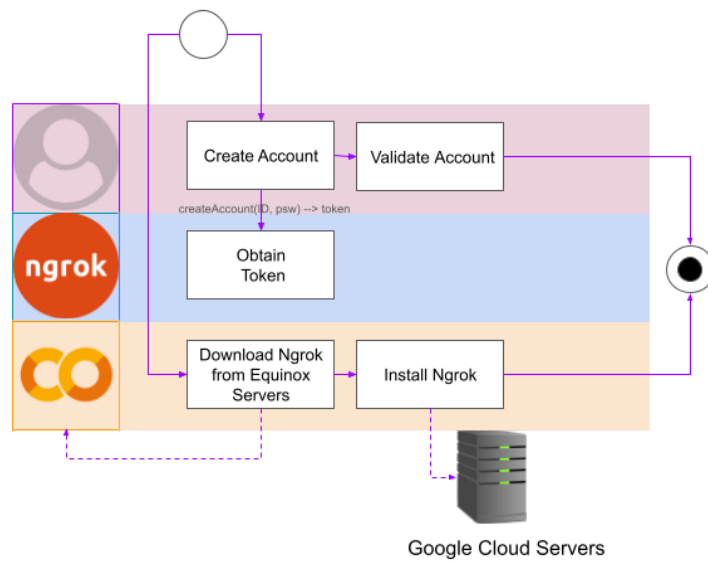 Create Account
Validate Account
createAccount(ID, psw) --> token
ngrok
Obtain
Token
Download Ngrok
from Equinox
Servers
Install Ngrok
Google Cloud Servers